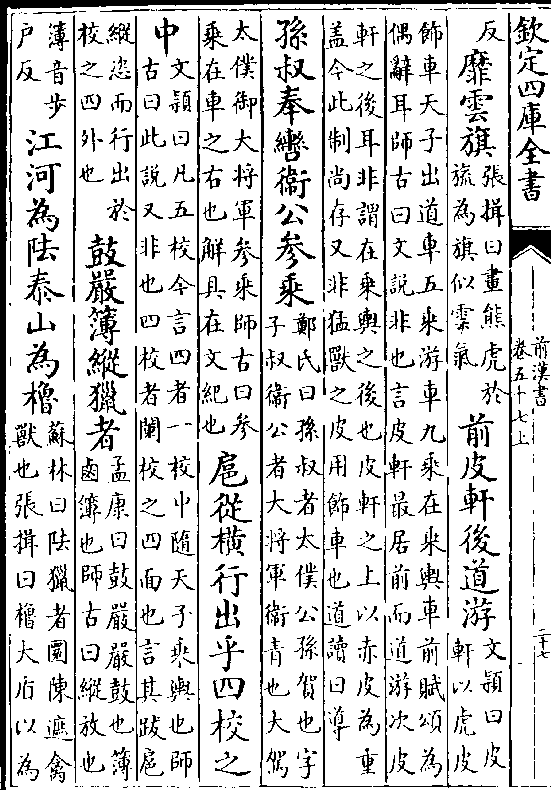 欽定四庫全書
前漢書
卷五十七上
二十七
反靡雲旗張揖曰畫熊虎於
旒為旗似雲氣前皮軒後道游文穎曰皮
軒以虎皮
飾車天子出道車五乘游車九乘在乘輿車前賦頌為
偶辭耳師古曰文說非也言皮軒最居前而道游次皮
軒之後耳非謂在乘輿之後也皮軒之上以赤皮為重
盖今此制尚存又非猛獸之皮用飾車也道讀曰導
孫叔奉轡衛公參乘鄭氏曰孫叔者太僕公孫賀也字
子叔衛公者大將軍衛青也大駕
太僕御大將軍參乘師古曰參
乘在車之右也解具在文紀也扈從橫行出乎四校之
中文穎曰凡五校今言四者一校中隨天子乘輿也師
古曰此說又非也四校者闌校之四面也言其跋扈
縱恣而行出於
校之四外也鼓嚴簿縱獵者孟康曰鼓嚴嚴鼓也簿
鹵簿也師古曰縱放也
簿音步
户反江河為阹泰山為櫓蘇林曰阹獵者圜陳遮禽
獸也張揖曰櫓大盾以為